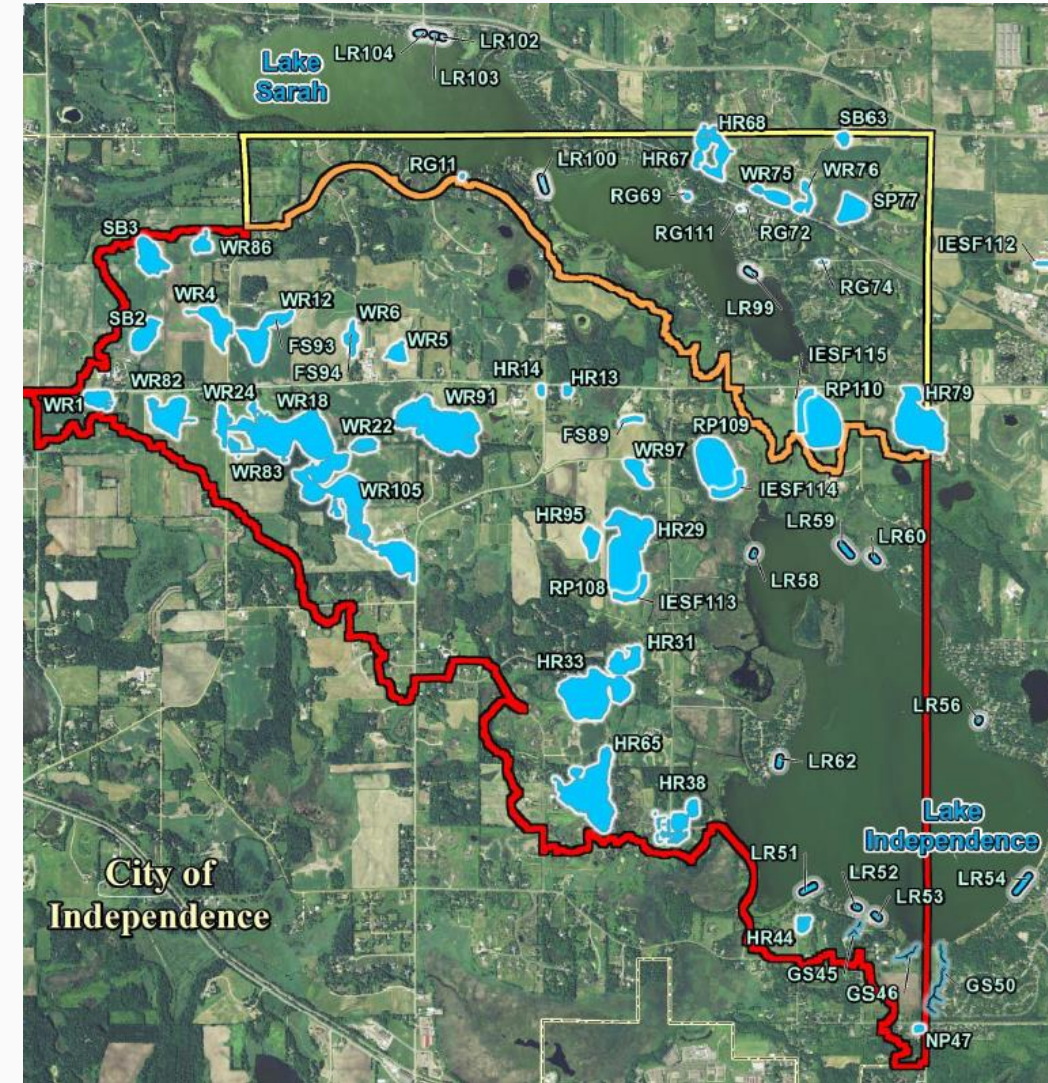 LR104
LR102
LR103
Lake
Sarah
HR68
SB63
HR67
LR100
RG11
WR75
WR76
RG69
SP77
RG111
RG72
IESF112
SB3
WR86
LR99
RG74
WR4
WR12
WR6
SB2
FS93
WR5
FS94
IESF115
WR82
HR14
HR13
RP110
HR79
WR1
WR24
WR18
WR91
WR22
FS89
RP109
WR83
WR97
WR105
IESF114
HR95
HR29
LR59
LR60
LR58
RP108
IESF113
HR31
HR33
LR56
HR65
LR62
HR38
Lake
Independence
City of
Independence
LR51
LR52
LR53
LR54
HR44
GS45
GS46
GS50
NP47